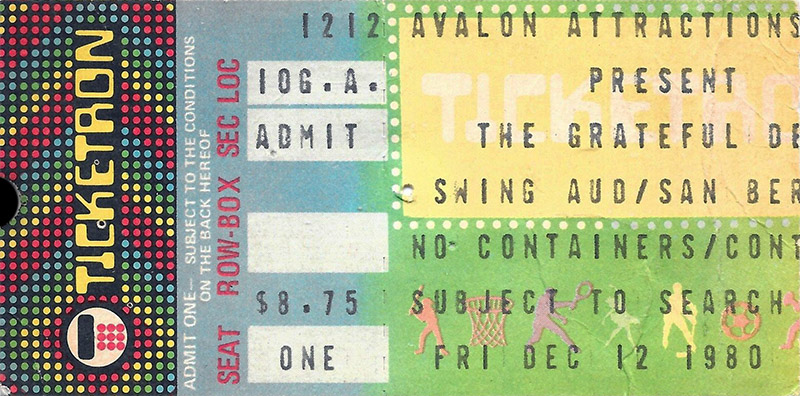 TICKETRON
ADMIT ONE— SUBJECT TO THE CONDITIONS
ON THE BACK HEREOF
SEAT ROW-BOX SEC LOC
1212
10G.A.
ADMIT
$8.75
ONE
AVALON ATTRACTIONS
PRESENT
TICKETRO
THE GRATEFUL DE
SWING AUD/SAN BER
NO CONTAINERS/CONT
SUBJECT TO SEARCH
FRI DEC 12 1980